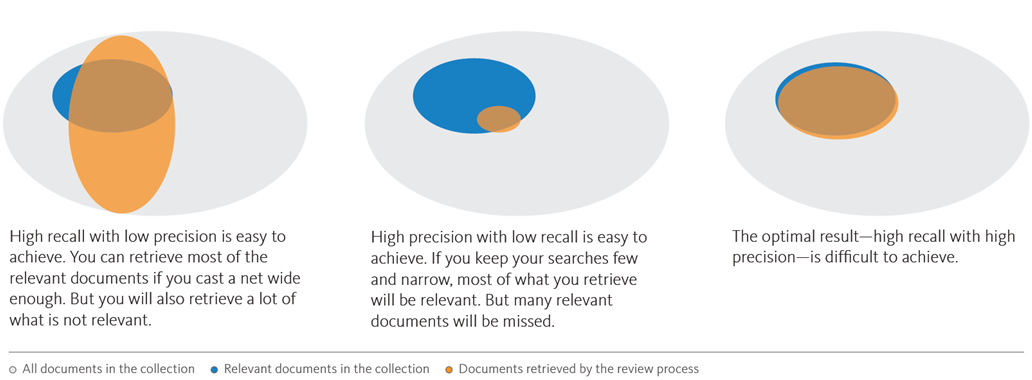 High recall with low precision is easy to
achieve. You can retrieve most of the
relevant documents if you cast a net wide
enough. But you will also retrieve a lot of
what is not relevant.
High precision with low recall is easy to
achieve. If you keep your searches few
and narrow, most of what you retrieve
will be relevant. But many relevant
documents will be missed.
The optimal result—high recall with high
precision—is difficult to achieve.
All documents in the collection
Relevant documents in the collection
Documents retrieved by the review process